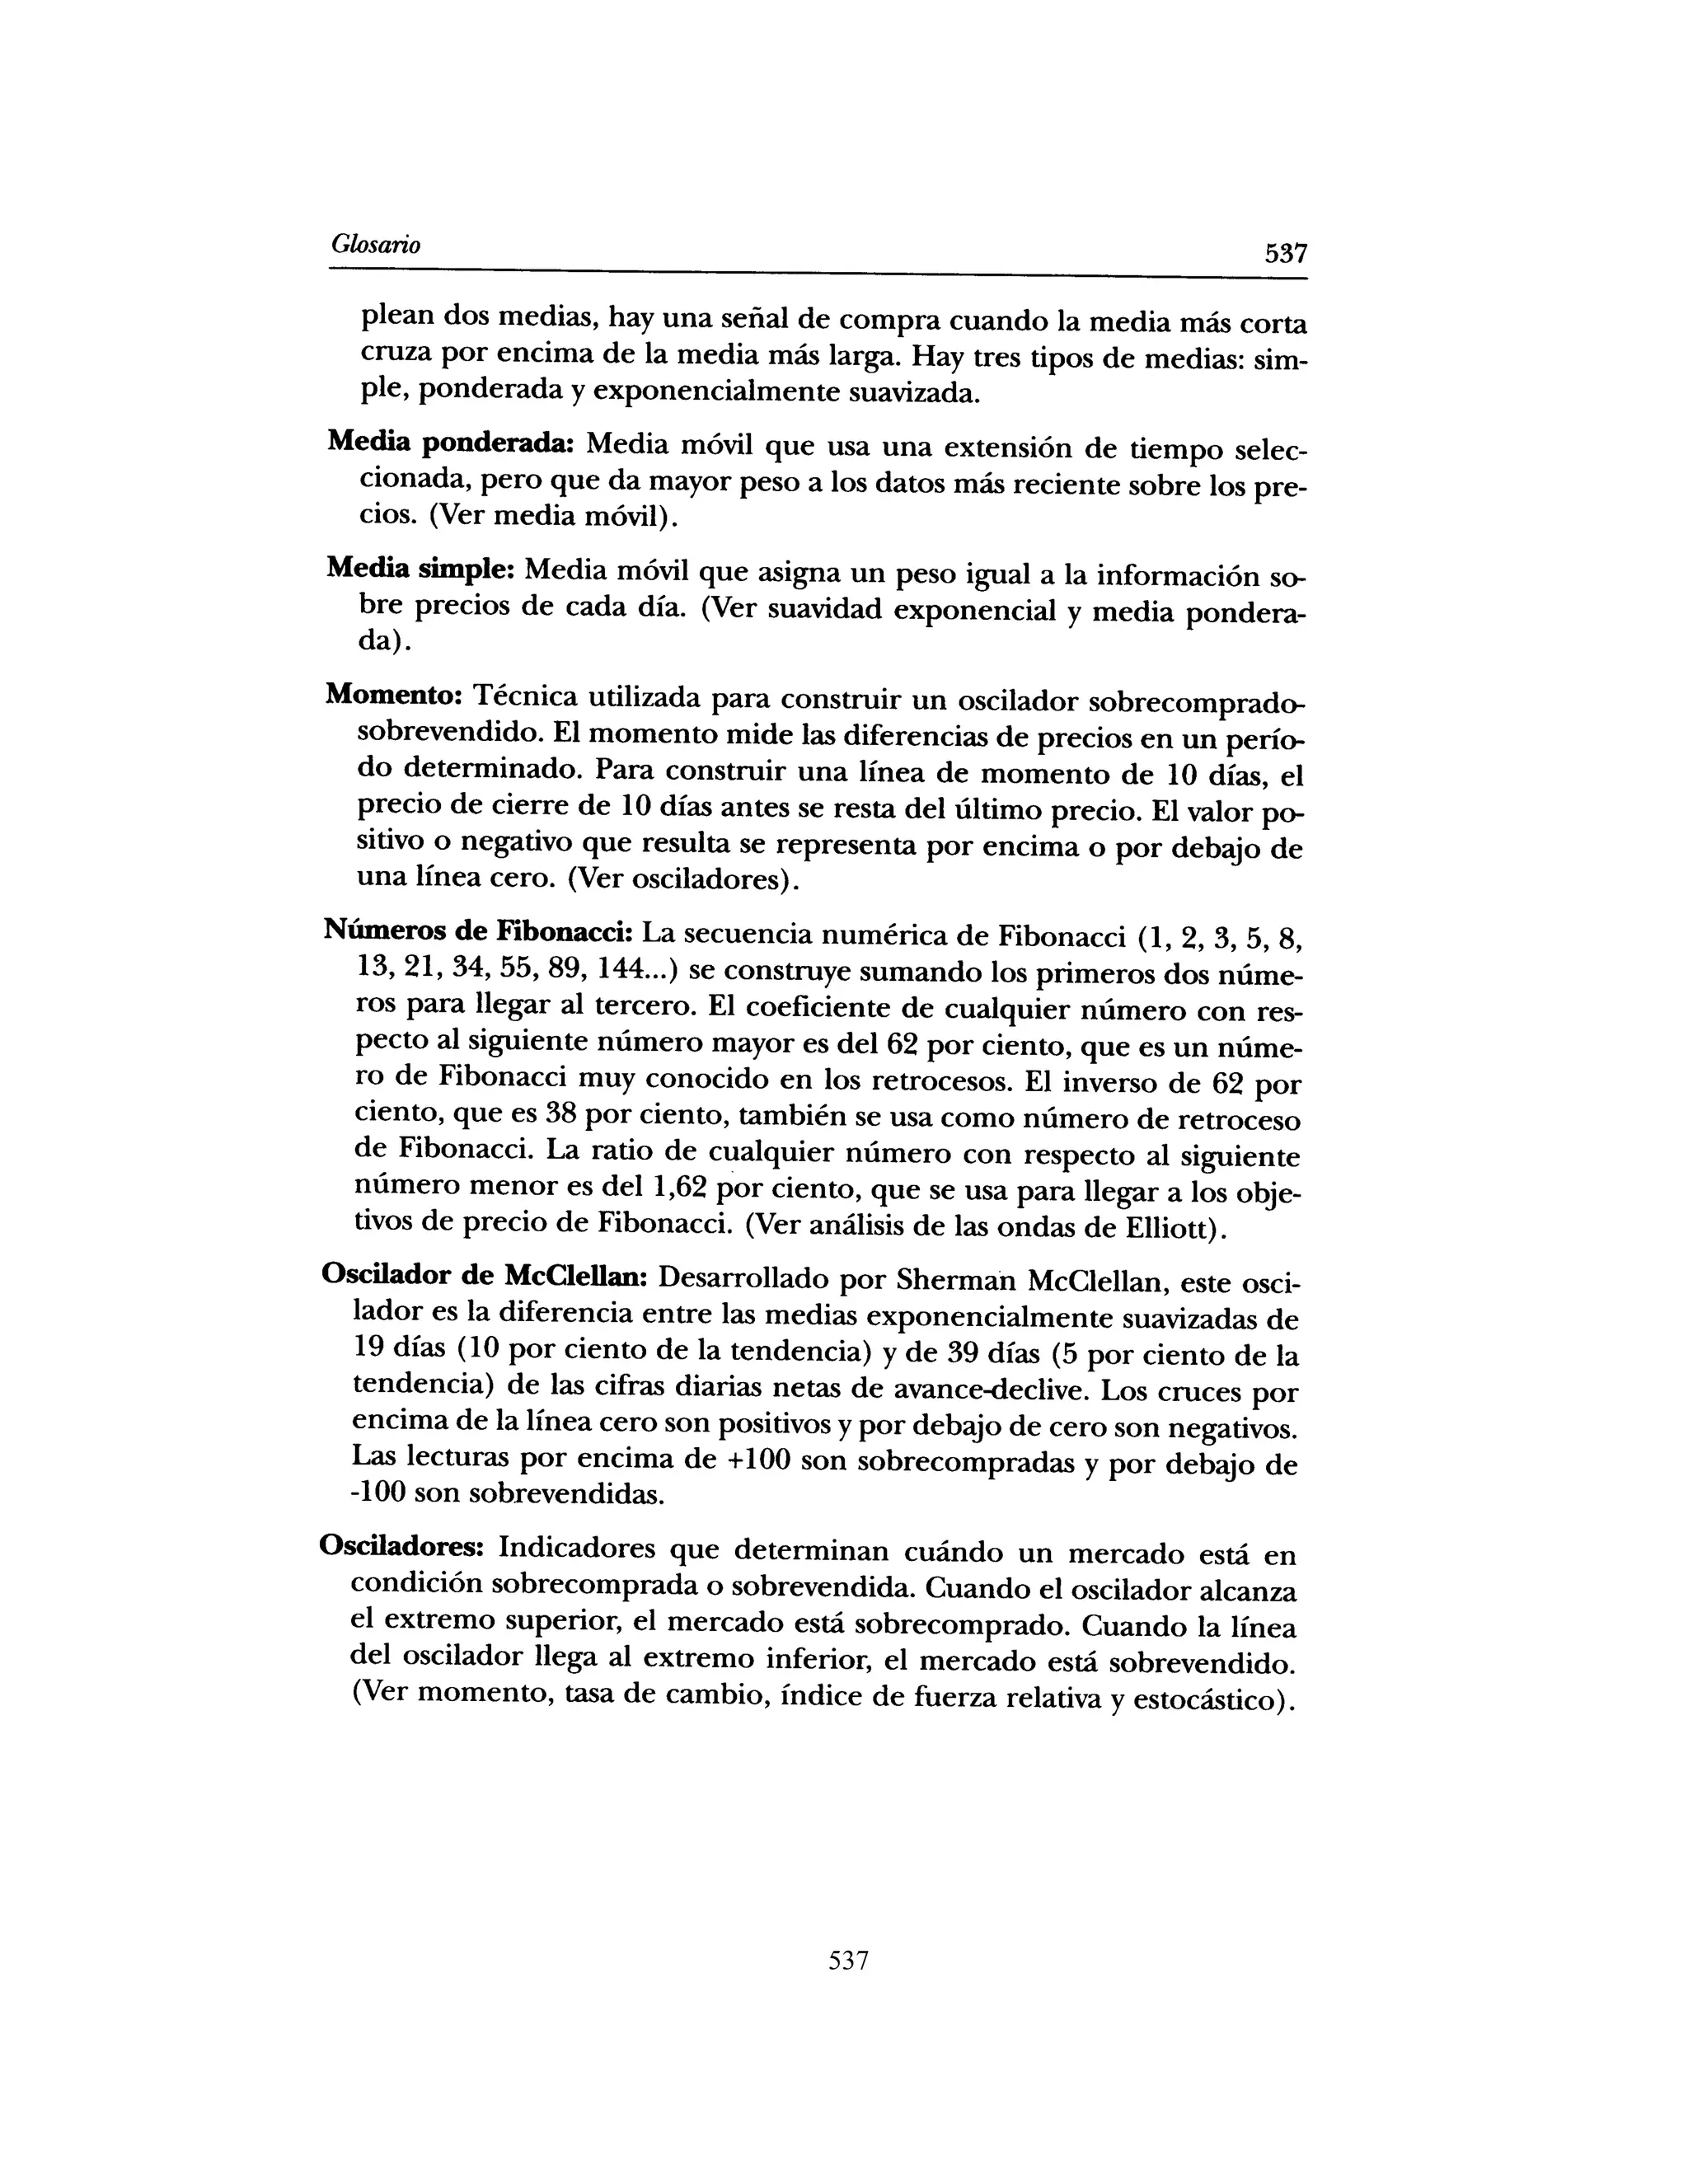 Glosario
537
plean dos medias, hay una señal de compra cuando la media más corta
cruza por encima de la media más larga. Hay tres tipos de medias: sim-
ple, ponderada y exponencialmente suavizada.
Media ponderada: Media móvil que usa una extensión de tiempo selec-
cionada, pero que da mayor peso a los datos más reciente sobre los pre-
cios. (Ver media móvil).
Media simple: Media móvil que asigna un peso igual a la información so-
bre precios de cada día. (Ver suavidad exponencial y media pondera-
da).
Momento: Técnica utilizada para construir un oscilador sobrecomprado-
sobrevendido. El momento mide las diferencias de precios en un perío-
do determinado. Para construir una línea de momento de 10 días, el
precio de cierre de 10 días antes se resta del último precio. El valor po-
sitivo o negativo que resulta se representa por encima o por debajo de
una línea cero. (Ver osciladores).
Números de Fibonacci: La secuencia numérica de Fibonacci (1, 2, 3, 5, 8,
13, 21, 34, 55, 89, 144...) se construye sumando los primeros dos núme-
ros para llegar al tercero. El coeficiente de cualquier número con res-
pecto al siguiente número mayor es del 62 por ciento, que es un núme-
ro de Fibonacci muy conocido en los retrocesos. El inverso de 62 por
ciento, que es 38 por ciento, también se usa como número de retroceso
de Fibonacci. La ratio de cualquier número con respecto al siguiente
número menor es del 1,62 por ciento, que se usa para llegar a los obje-
tivos de precio de Fibonacci. (Ver análisis de las ondas de Elliott).
Oscilador de McClellan: Desarrollado por Sherman McClellan, este osci-
lador es la diferencia entre las medias exponencialmente suavizadas de
19 días (10 por ciento de la tendencia) y de 39 días (5 por ciento de la
tendencia) de las cifras diarias netas de avance-declive. Los cruces por
encima de la línea cero son positivos y por debajo de cero son negativos.
Las lecturas por encima de +100 son sobrecompradas y por debajo de
-100 son sobrevendidas.
Osciladores: Indicadores que determinan cuándo un mercado está en
condición sobrecomprada o sobrevendida. Cuando el oscilador alcanza
el extremo superior, el mercado está sobrecomprado. Cuando la línea
del oscilador llega al extremo inferior, el mercado está sobrevendido.
(Ver momento, tasa de cambio, índice de fuerza relativa y estocástico).
537